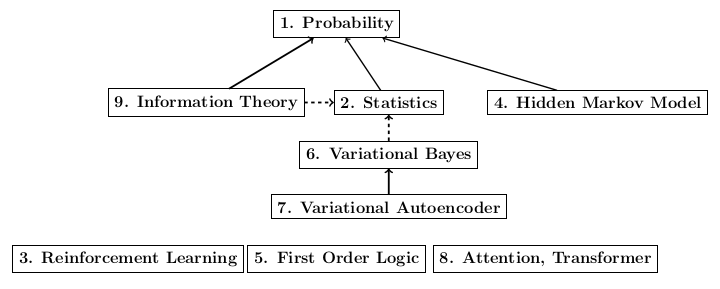 1. Probability
9. Information Theory
2. Statistics
4. Hidden Markov Model
6. Variational Bayes
7. Variational Autoencoder
3. Reinforcement Learning
5. First Order Logic
8. Attention, Transformer